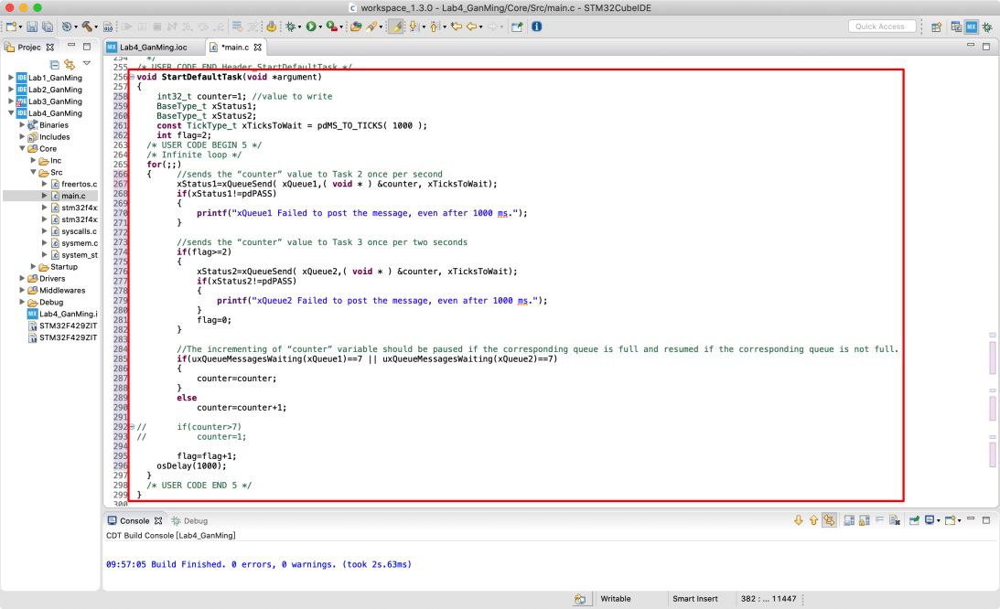 workspace_1.3.0 - Lab4_GanMing/Core/Src/main.c - STM32CubeIDE
Quick Access
Projec
Lab4_GanMing.ioc
*main.c
Lab1_GanMing
Lab2_GanMing
Lab3_GanMing
Lab4_GanMing
Binaries
Includes
Core
Inc
Src
freertos.c
main.c
stm32f4x
stm32f4x
syscalls.c
sysmem.c
system_st
Startup
Drivers
Middlewares
Debug
Lab4_GanMing.i
STM32F429ZIT
STM32F429ZIT
254 */
255 /* USER CODE END Header_StartDefaultTask */
256 void StartDefaultTask(void *argument)
257 {
258 int32_t counter=1; //value to write
259 BaseType_t xStatus1;
260 BaseType_t xStatus2;
261 const TickType_t xTicksToWait = pdMS_TO_TICKS( 1000 );
262 int flag=2;
263 /* USER CODE BEGIN 5 */
264 /* Infinite loop */
265 for(;;)
266 { //sends the “counter” value to Task 2 once per second
267 xStatus1=xQueueSend( xQueue1,( void * ) &counter, xTicksToWait);
268 if(xStatus1!=pdPASS)
269 {
270 printf("xQueue1 Failed to post the message, even after 1000 ms.");
271 }
272
273 //sends the “counter” value to Task 3 once per two seconds
274 if(flag>=2)
275 {
276 xStatus2=xQueueSend( xQueue2,( void * ) &counter, xTicksToWait);
277 if(xStatus2!=pdPASS)
278 {
279 printf("xQueue2 Failed to post the message, even after 1000 ms.");
280 }
281 flag=0;
282 }
283
284 //The incrementing of “counter” variable should be paused if the corresponding queue is full and resumed if the corresponding queue is not full.
285 if(uxQueueMessagesWaiting(xQueue1)==7 || uxQueueMessagesWaiting(xQueue2)==7)
286 {
287 counter=counter;
288 }
289 else
290 counter=counter+1;
291
292 // if(counter>7)
293 // counter=1;
294
295 flag=flag+1;
296 osDelay(1000);
297 }
298 /* USER CODE END 5 */
299 }
300
Console
Debug
CDT Build Console [Lab4_GanMing]
09:57:05 Build Finished. 0 errors, 0 warnings. (took 2s.63ms)
Writable
Smart Insert
382 : ... 11447